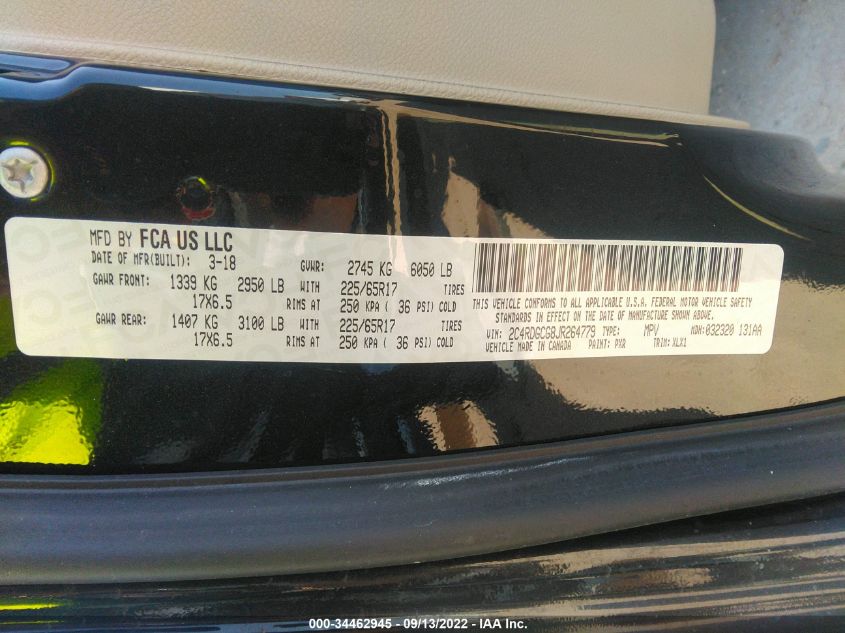 MFD BY FCA US LLC
DATE OF MFR(BUILT): 3-18 GVWR: 2745 KG 6050 LB
GAWR FRONT: 1339 KG 2950 LB WITH 225/65R17 TIRES
17X6.5 RIMS AT 250 KPA ( 36 PSI) COLD
GAWR REAR: 1407 KG 3100 LB WITH 225/65R17 TIRES
17X6.5 RIMS AT 250 KPA ( 36 PSI) COLD
THIS VEHICLE CONFORMS TO ALL APPLICABLE U.S.A. FEDERAL MOTOR VEHICLE SAFETY
STANDARDS IN EFFECT ON THE DATE OF MANUFACTURE SHOWN ABOVE.
VIN: 2C4RDGCG8JR264779 TYPE: MPV MDH: 032320 131AA
VEHICLE MADE IN CANADA PAINT: PXR TRIM: XLX1
000-34462945 - 09/13/2022 - IAA Inc.